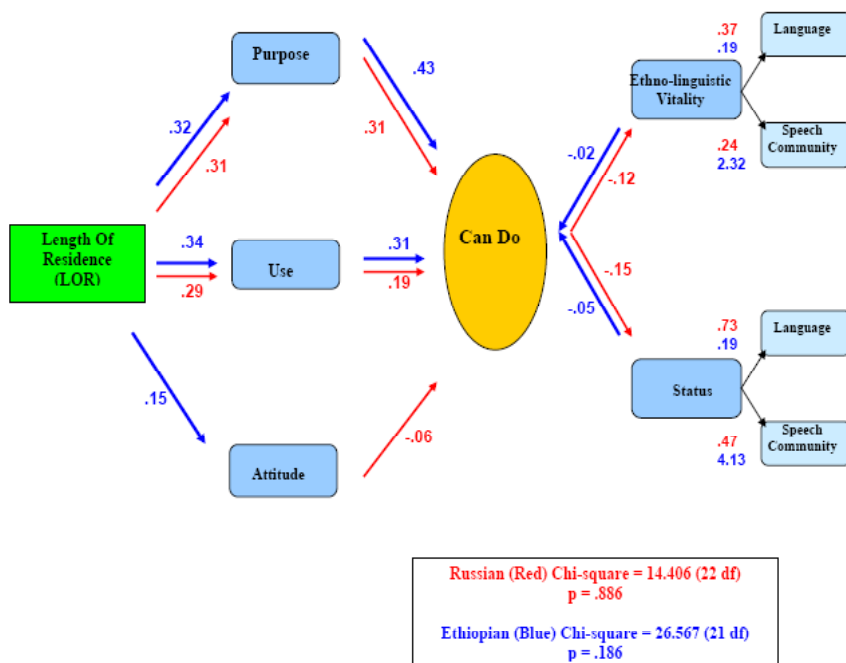 Purpose
.32
.31
.43
.31
Length Of
Residence
(LOR)
.34
.29
Use
.31
.19
Can Do
.15
Attitude
-.06
-.02
-.12
-.15
-.05
Ethno-linguistic
Vitality
.37
.19
Language
.24
2.32
Speech
Community
Status
.73
.19
Language
.47
4.13
Speech
Community
Russian (Red) Chi-square = 14.406 (22 df)
p = .886
Ethiopian (Blue) Chi-square = 26.567 (21 df)
p = .186